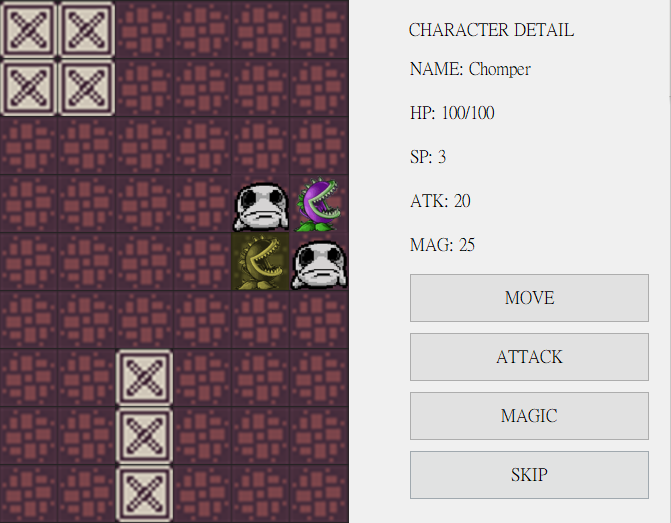 CHARACTER DETAIL
NAME: Chomper
HP: 100/100
SP: 3
ATK: 20
MAG: 25
MOVE
ATTACK
MAGIC
SKIP